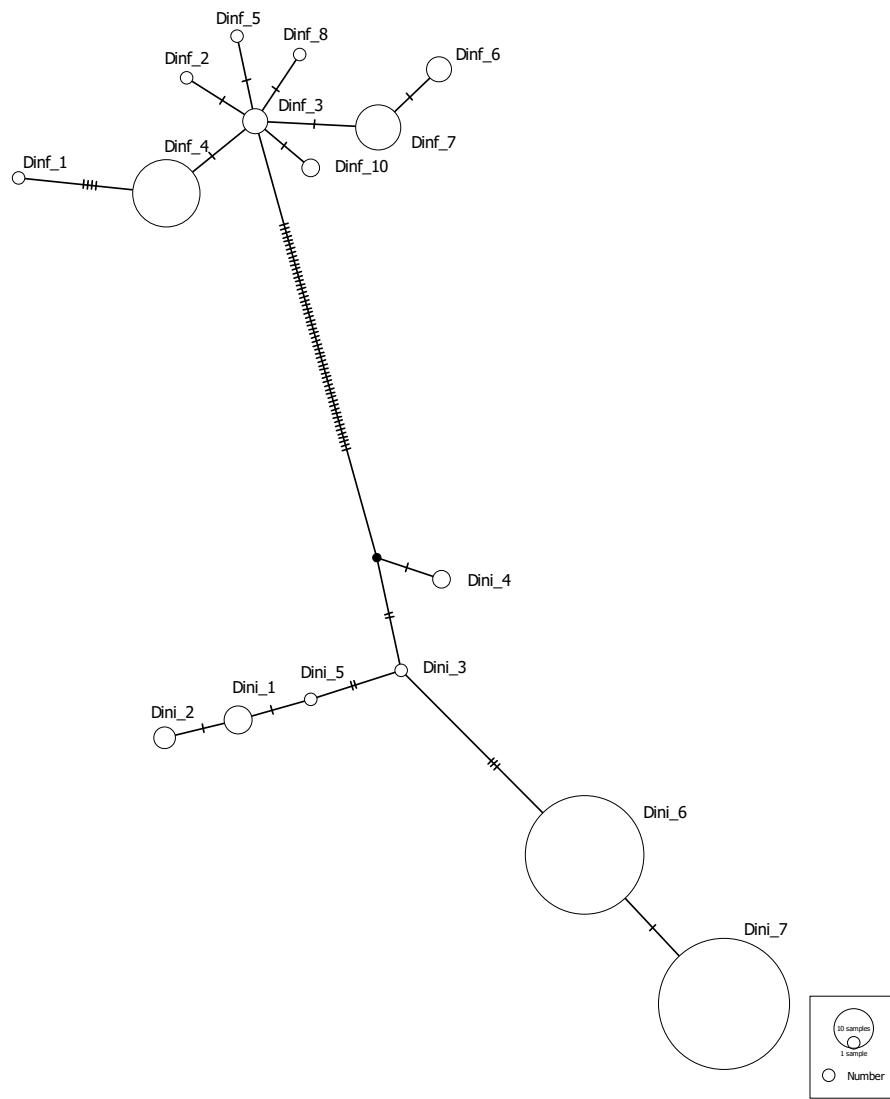 Dinf_5
Dinf_8
Dinf_2
Dinf_6
Dinf_3
Dinf_7
Dinf_4
Dinf_1
Dinf_10
Dini_4
Dini_3
Dini_5
Dini_1
Dini_2
Dini_6
Dini_7
10 samples
1 sample
Number